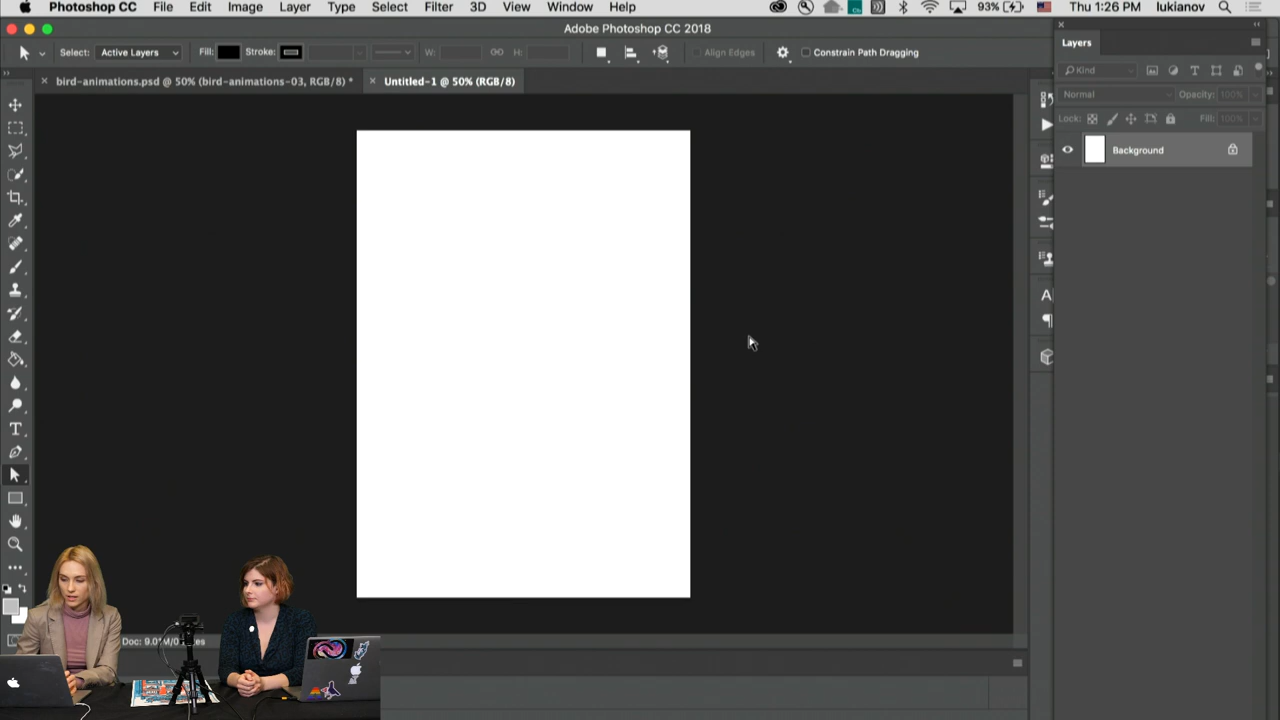 Photoshop CC File Edit Image Layer Type Select Filter 3D View Window Help 93% Thu 1:26 PM lukianov
Adobe Photoshop CC 2018
Select: Active Layers Fill: Stroke: W: H: Align Edges Constrain Path Dragging
bird-animations.psd @ 50% (bird-animations-03, RGB/8) * Untitled-1 @ 50% (RGB/8)
Layers
Kind
Normal Opacity: 100%
Lock: Fill: 100%
Background